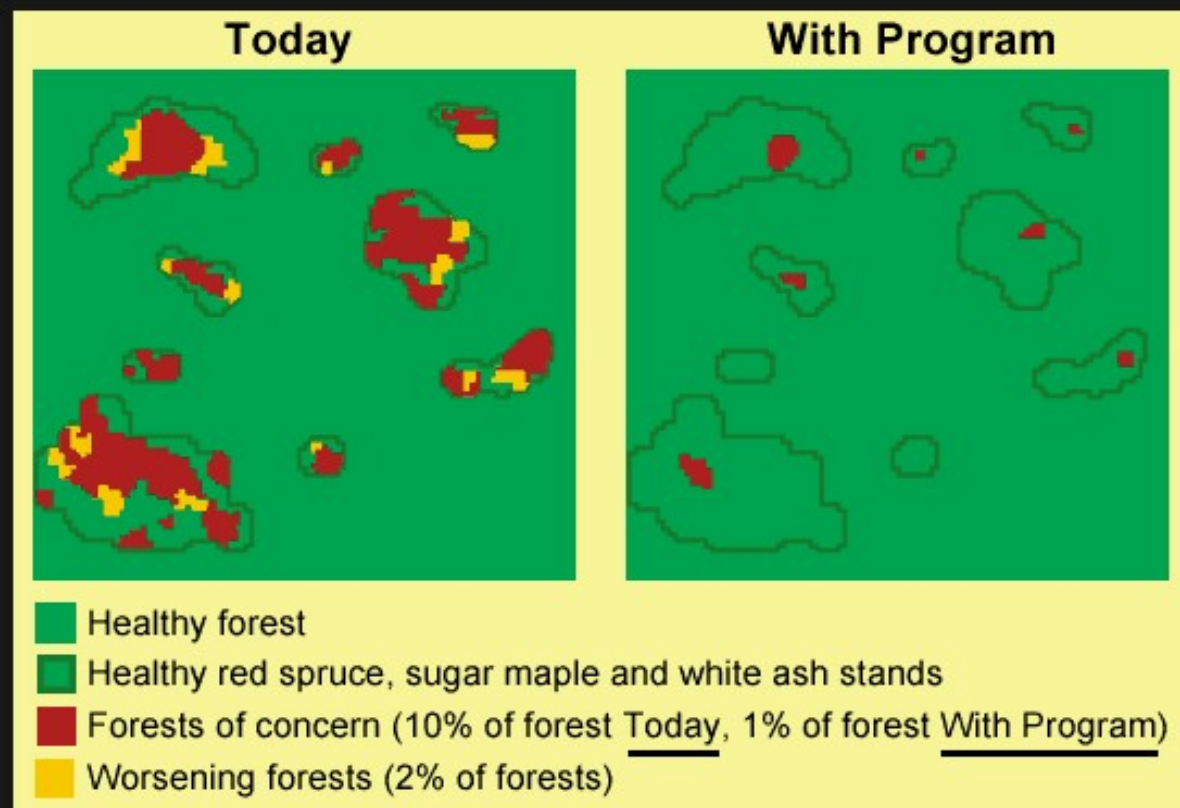 Today
With Program
Healthy forest
Healthy red spruce, sugar maple and white ash stands
Forests of concern (10% of forest Today, 1% of forest With Program)
Worsening forests (2% of forests)